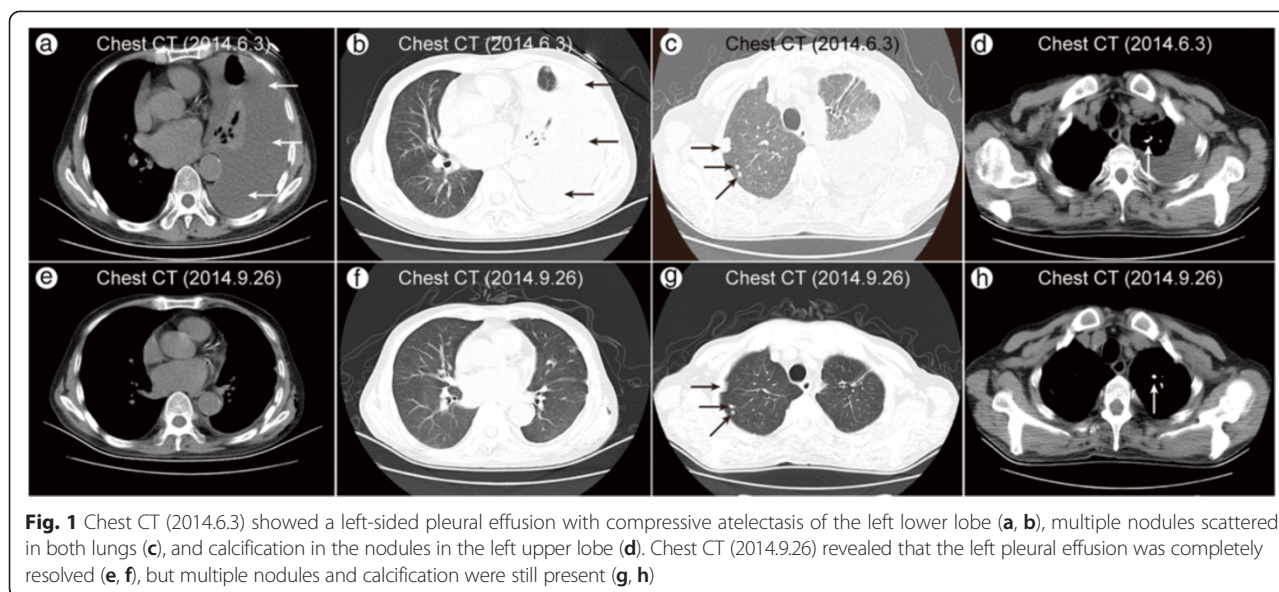 a Chest CT (2014.6.3)
b Chest CT (2014.6.3)
c Chest CT (2014.6.3)
d Chest CT (2014.6.3)
e Chest CT (2014.9.26)
f Chest CT (2014.9.26)
g Chest CT (2014.9.26)
h Chest CT (2014.9.26)
Fig. 1 Chest CT (2014.6.3) showed a left-sided pleural effusion with compressive atelectasis of the left lower lobe (a, b), multiple nodules scattered
in both lungs (c), and calcification in the nodules in the left upper lobe (d). Chest CT (2014.9.26) revealed that the left pleural effusion was completely
resolved (e, f), but multiple nodules and calcification were still present (g, h)